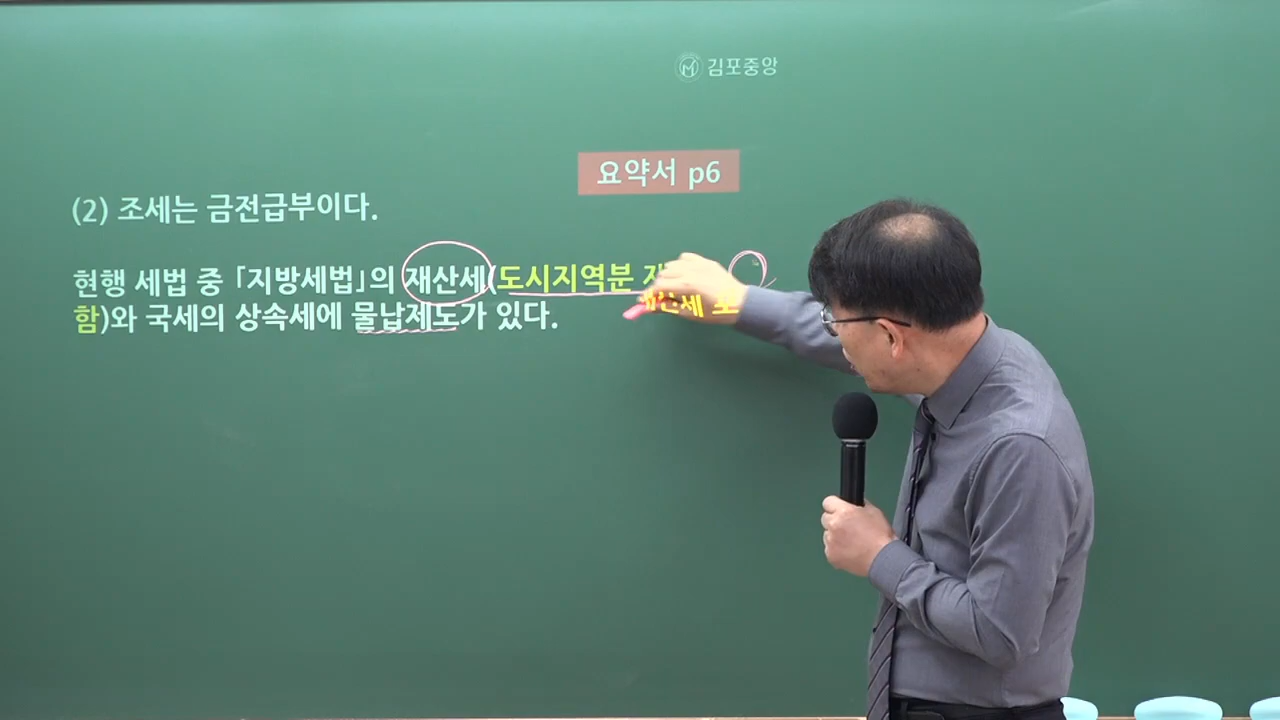 김포중앙
요약서 p6
(2) 조세는 금전급부이다.
현행 세법 중 「지방세법」의 재산세(도시지역분
함)와 국세의 상속세에 물납제도가 있다.